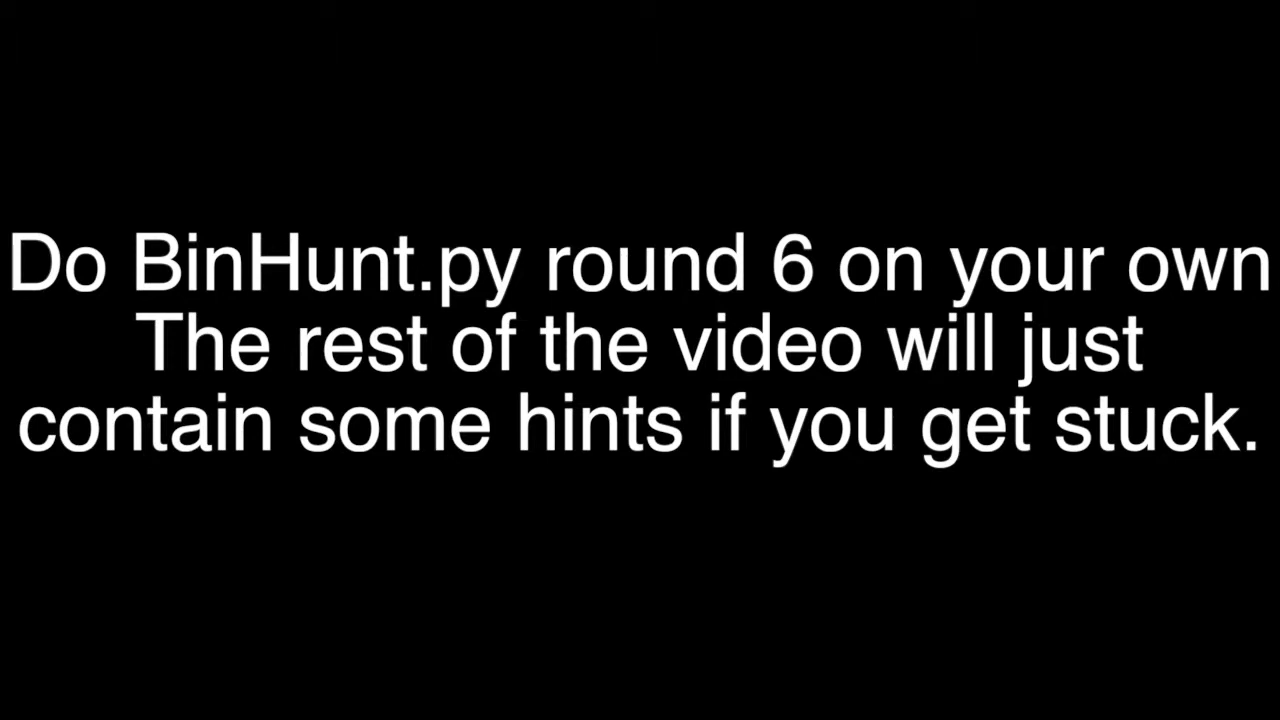 Do BinHunt.py round 6 on your own
The rest of the video will just
contain some hints if you get stuck.